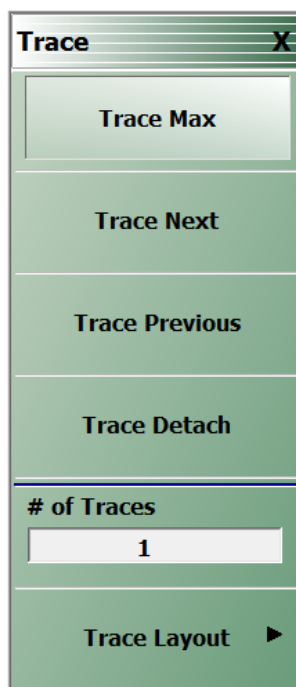 Trace X
Trace Max
Trace Next
Trace Previous
Trace Detach
# of Traces
1
Trace Layout